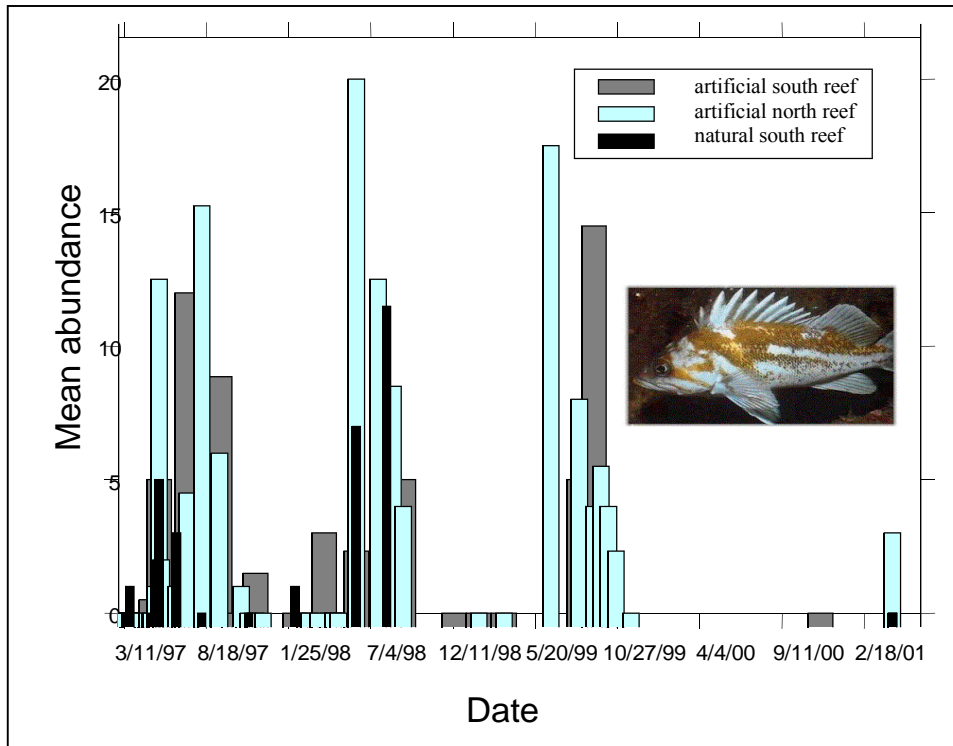 20
15
10
5
0
Mean abundance
artificial south reef
artificial north reef
natural south reef
3/11/97 8/18/97 1/25/98 7/4/98 12/11/98 5/20/99 10/27/99 4/4/00 9/11/00 2/18/01
Date